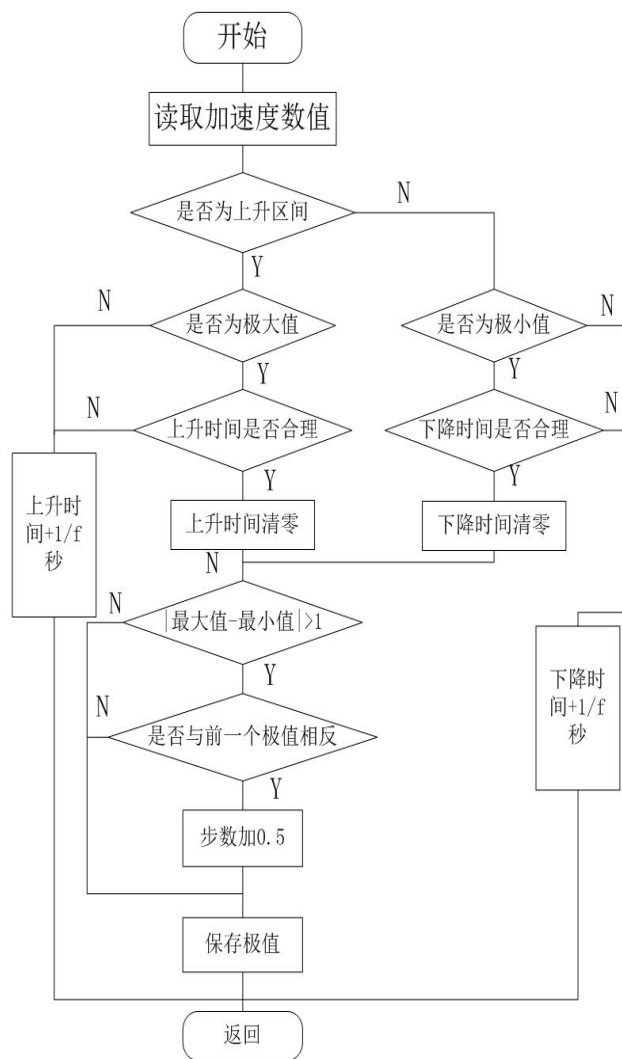 开始
读取加速度数值
是否为上升区间
N
Y
N
是否为极大值
是否为极小值
N
Y
Y
N
上升时间是否合理
下降时间是否合理
N
Y
Y
上升时
间+1/f
秒
上升时间清零
下降时间清零
N
N
|最大值-最小值|>1
Y
N
是否与前一个极值相反
下降时
间+1/f
秒
Y
步数加0.5
保存极值
返回